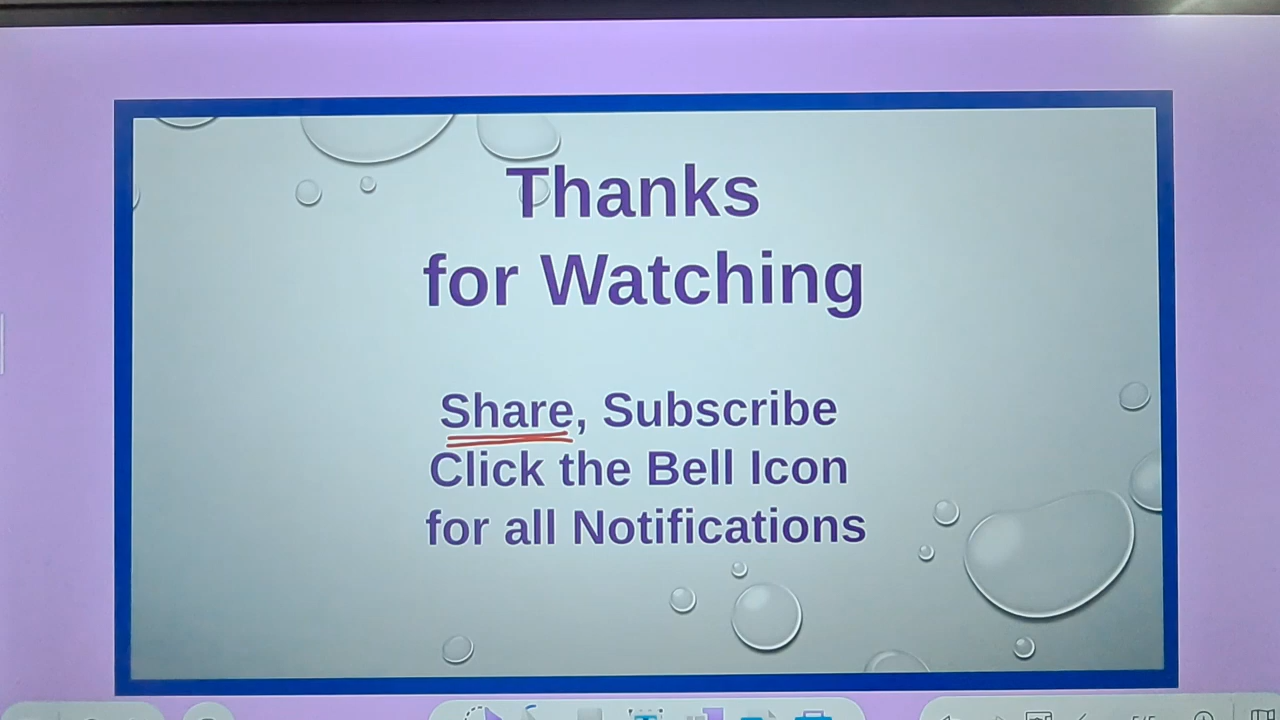 Thanks
for Watching
Share, Subscribe
Click the Bell Icon
for all Notifications